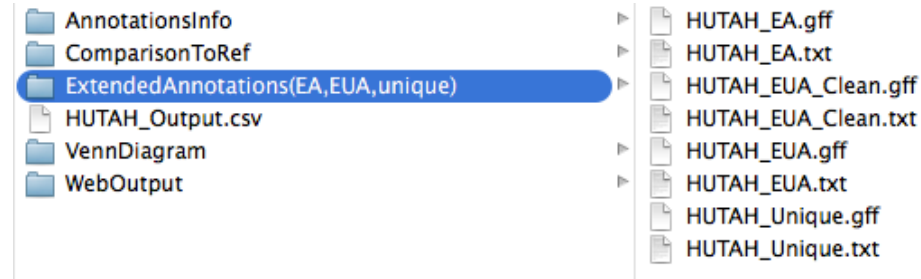 AnnotationsInfo
ComparisonToRef
ExtendedAnnotations(EA,EUA,unique)
HUTAH_Output.csv
VennDiagram
WebOutput
HUTAH_EA.gff
HUTAH_EA.txt
HUTAH_EUA_Clean.gff
HUTAH_EUA_Clean.txt
HUTAH_EUA.gff
HUTAH_EUA.txt
HUTAH_Unique.gff
HUTAH_Unique.txt